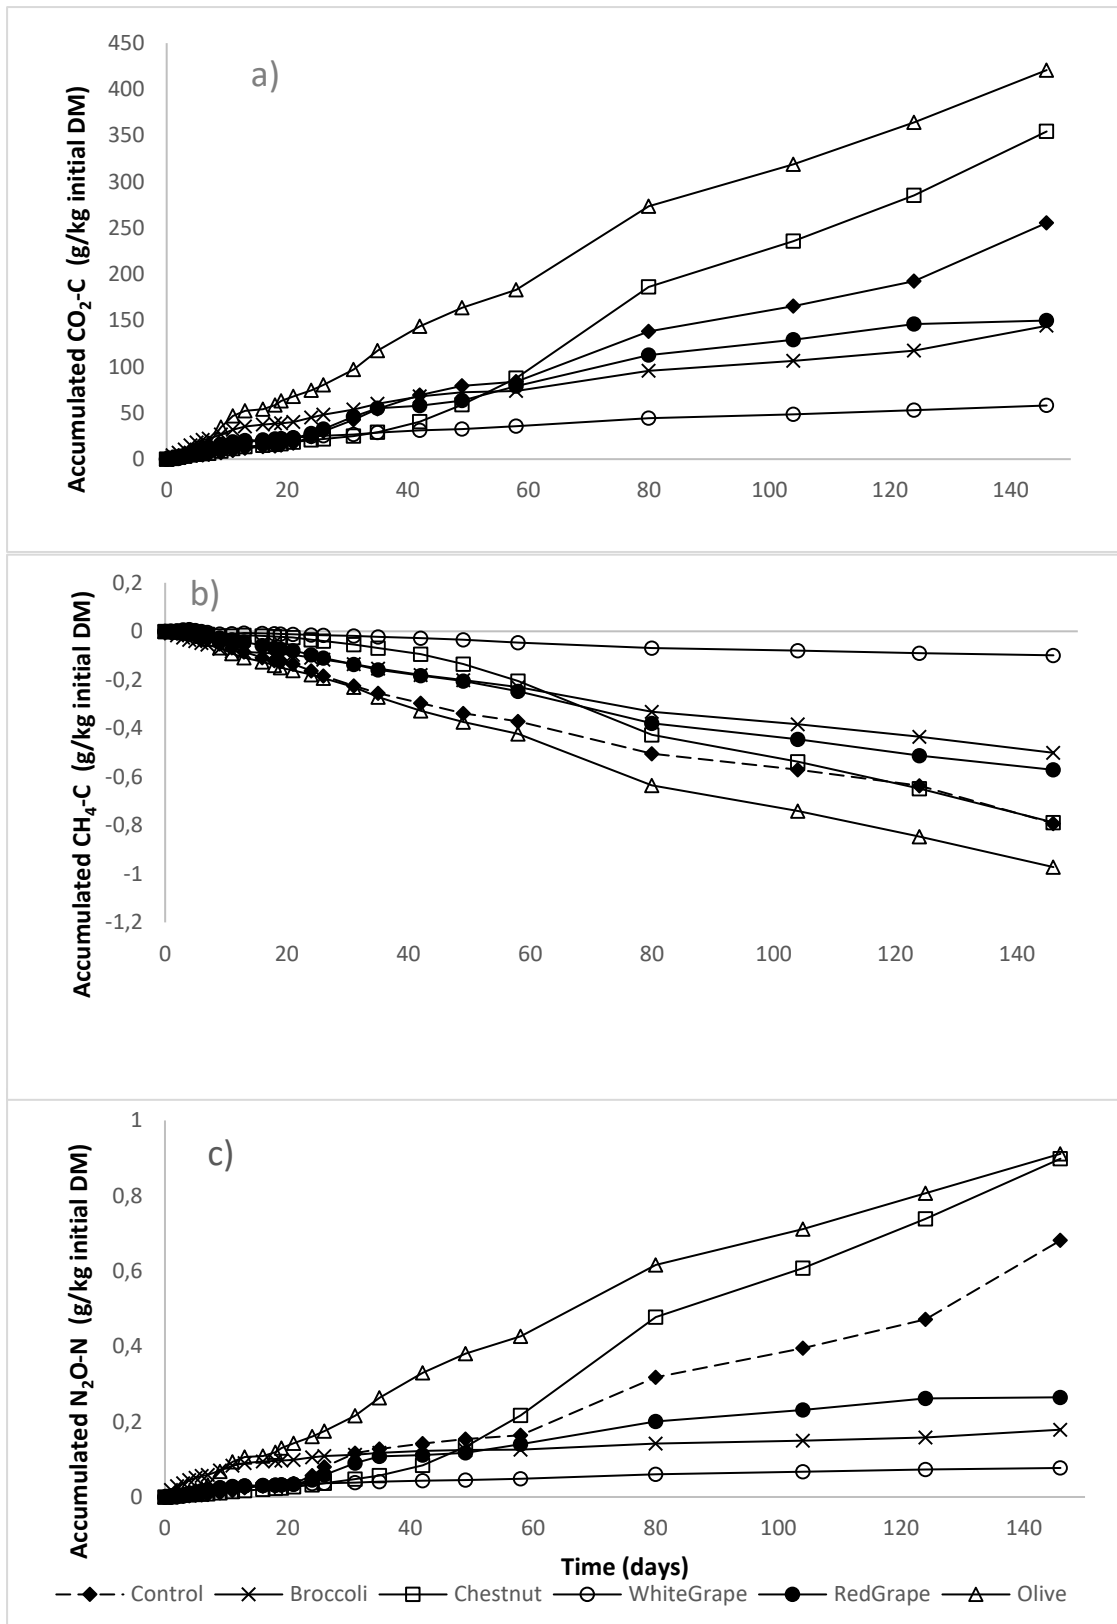 a)
Accumulated CO₂-C (g/kg initial DM)
450
400
350
300
250
200
150
100
50
0
0 20 40 60 80 100 120 140
b)
Accumulated CH₄-C (g/kg initial DM)
0,2
0
-0,2
-0,4
-0,6
-0,8
-1
-1,2
0 20 40 60 80 100 120 140
c)
Accumulated N₂O-N (g/kg initial DM)
1
0,8
0,6
0,4
0,2
0
0 20 40 60 80 100 120 140
Time (days)
Control Broccoli Chestnut WhiteGrape RedGrape Olive